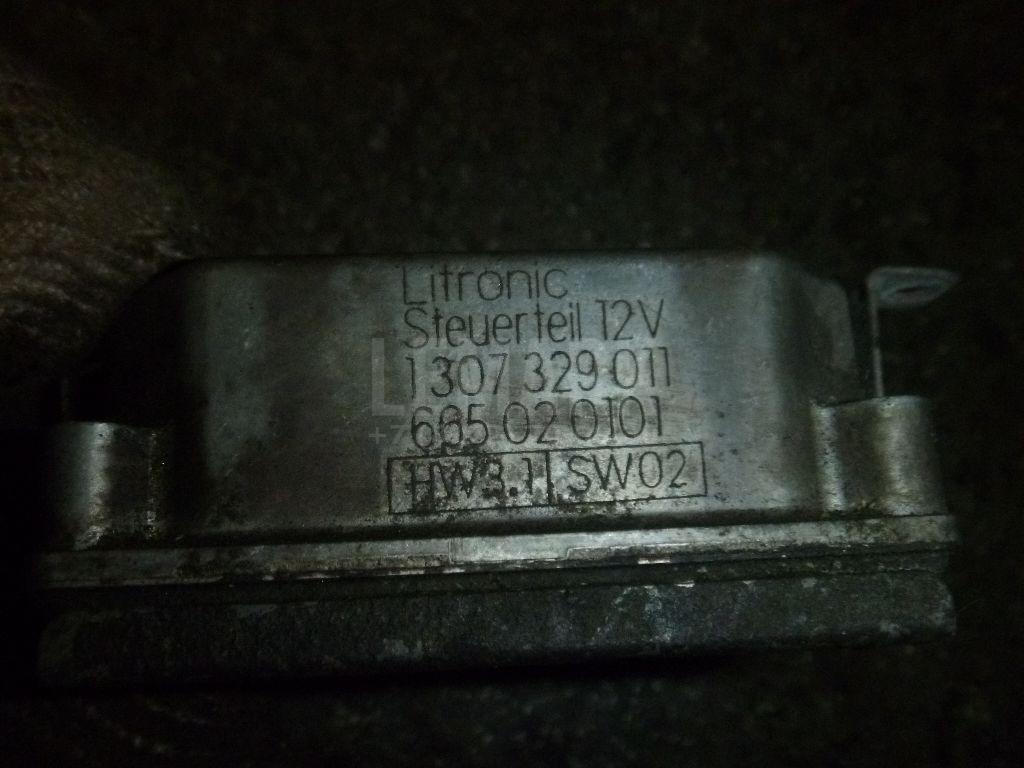 Litronic
Steuerteil 12V
1 307 329 011
665 02 0101
HW3.1 SW02